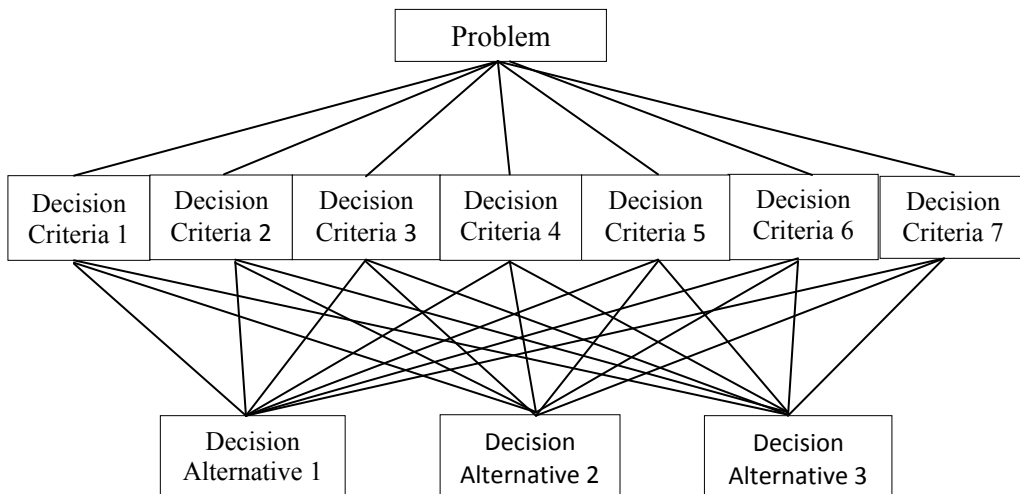 Problem
Decision
Criteria 1
Decision
Criteria 2
Decision
Criteria 3
Decision
Criteria 4
Decision
Criteria 5
Decision
Criteria 6
Decision
Criteria 7
Decision
Alternative 1
Decision
Alternative 2
Decision
Alternative 3